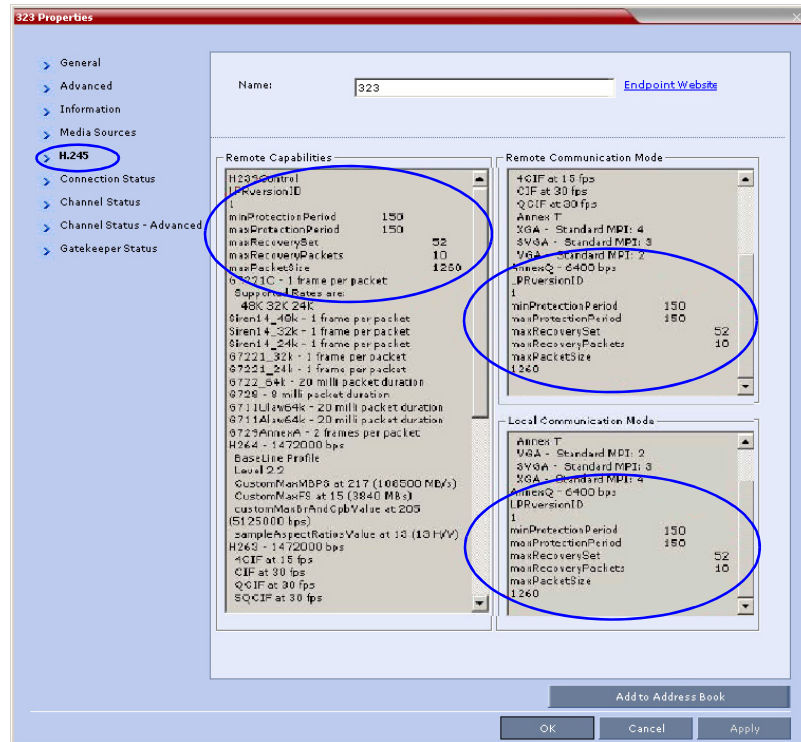 323 Properties
General
Advanced
Information
Media Sources
H.245
Connection Status
Channel Status
Channel Status - Advanced
Gatekeeper Status
Name:
323
Endpoint Website
Remote Capabilities
H239Control
LPRversionID
1
minProtectionPeriod 150
maxProtectionPeriod 150
maxRecoverySet 52
maxRecoveryPackets 10
maxPacketSize 1260
G7221C - 1 frame per packet
Supported Rates are:
48K 32K 24K
Siren14_48k - 1 frame per packet
Siren14_32k - 1 frame per packet
Siren14_24k - 1 frame per packet
G7221_32k - 1 frame per packet
G7221_24k - 1 frame per packet
G722_64k - 20 milli packet duration
G728 - 8 milli packet duration
G711Ulaw64k - 20 milli packet duration
G711Alaw64k - 20 milli packet duration
G729AnnexA - 2 frames per packet
H264 - 1472000 bps
BaseLine Profile
Level 2.2
CustomMaxMBPS at 217 (108500 MB/s)
CustomMaxFS at 15 (3840 MBs)
customMaxBrAndCpbValue at 205
(5125000 bps)
sampleAspectRatiosValue at 13 (13 H/V)
H263 - 1472000 bps
4CIF at 15 fps
CIF at 30 fps
QCIF at 30 fps
SQCIF at 30 fps
Remote Communication Mode
4CIF at 15 fps
CIF at 30 fps
QCIF at 30 fps
Annex T
XGA - Standard MPI: 4
SVGA - Standard MPI: 3
VGA - Standard MPI: 2
AnnexQ - 6400 bps
LPRversionID
1
minProtectionPeriod 150
maxProtectionPeriod 150
maxRecoverySet 52
maxRecoveryPackets 10
maxPacketSize
1260
Local Communication Mode
Annex T
VGA - Standard MPI: 2
SVGA - Standard MPI: 3
XGA - Standard MPI: 4
AnnexQ - 6400 bps
LPRversionID
1
minProtectionPeriod 150
maxProtectionPeriod 150
maxRecoverySet 52
maxRecoveryPackets 10
maxPacketSize
1260
Add to Address Book
OK
Cancel
Apply